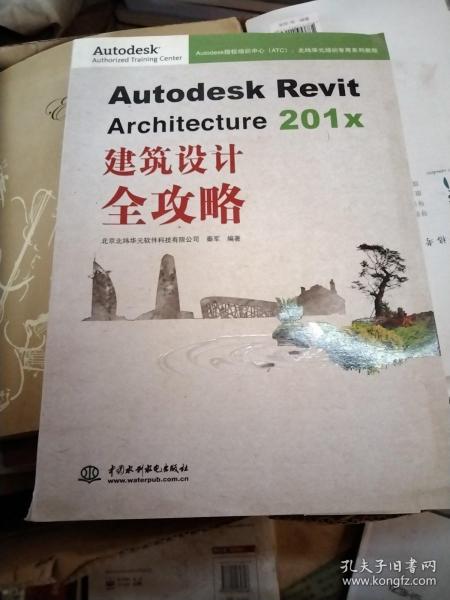 Autodesk
Authorized Training Center
Autodesk授权培训中心（ATC）、北纬华元培训专用系列教程
Autodesk Revit
Architecture 201x
建筑设计
全攻略
北京北纬华元软件科技有限公司 秦军 编著
中国水利水电出版社
www.waterpub.com.cn
孔夫子旧书网
www.kongfz.com